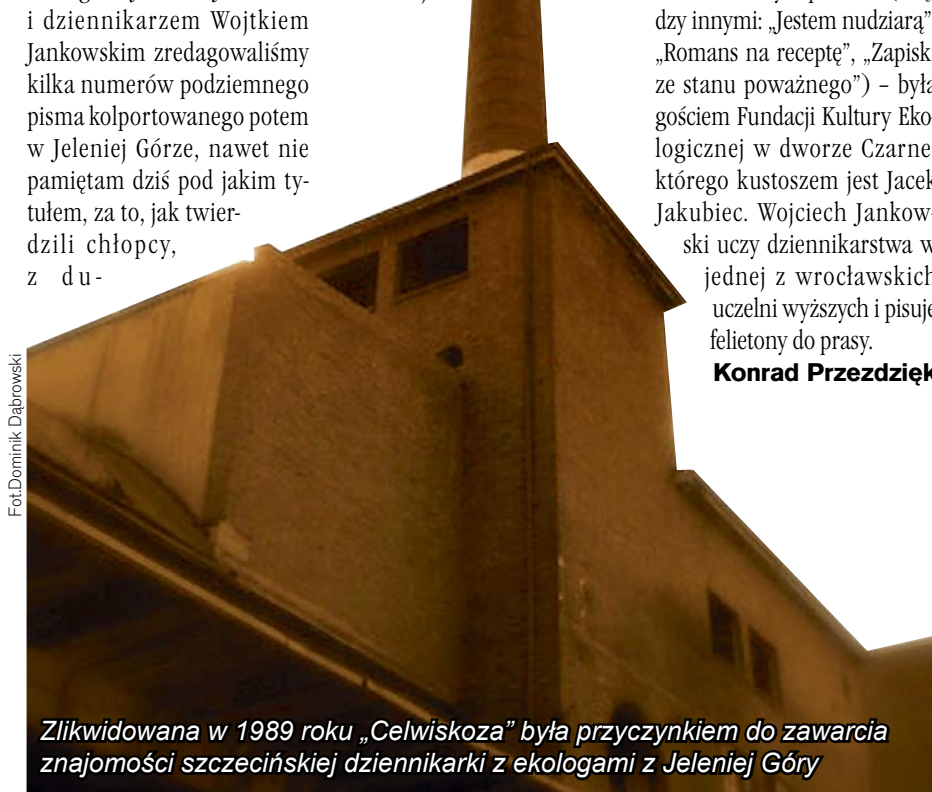 i dziennikarzem Wojtkiem
Jankowskim zredagowaliśmy
kilka numerów podziemnego
pisma kolportowanego potem
w Jeleniej Górze, nawet nie
pamiętam dziś pod jakim ty-
tułem, za to, jak twier-
dzili chłopcy,
z du-
dzy innymi: „Jestem nudziarą”
„Romans na receptę”, „Zapiski
ze stanu poważnego”) – była
gościem Fundacji Kultury Eko-
logicznej w dworze Czarne
którego kustoszem jest Jacek
Jakubiec. Wojciech Jankow-
ski uczy dziennikarstwa w
jednej z wrocławskich
uczelni wyższych i pisuje
felietony do prasy.
Konrad Przezdzięk
Fot.Dominik Dąbrowski
Zlikwidowana w 1989 roku „Celwiskoza” była przyczynkiem do zawarcia
znajomości szczecińskiej dziennikarki z ekologami z Jeleniej Góry